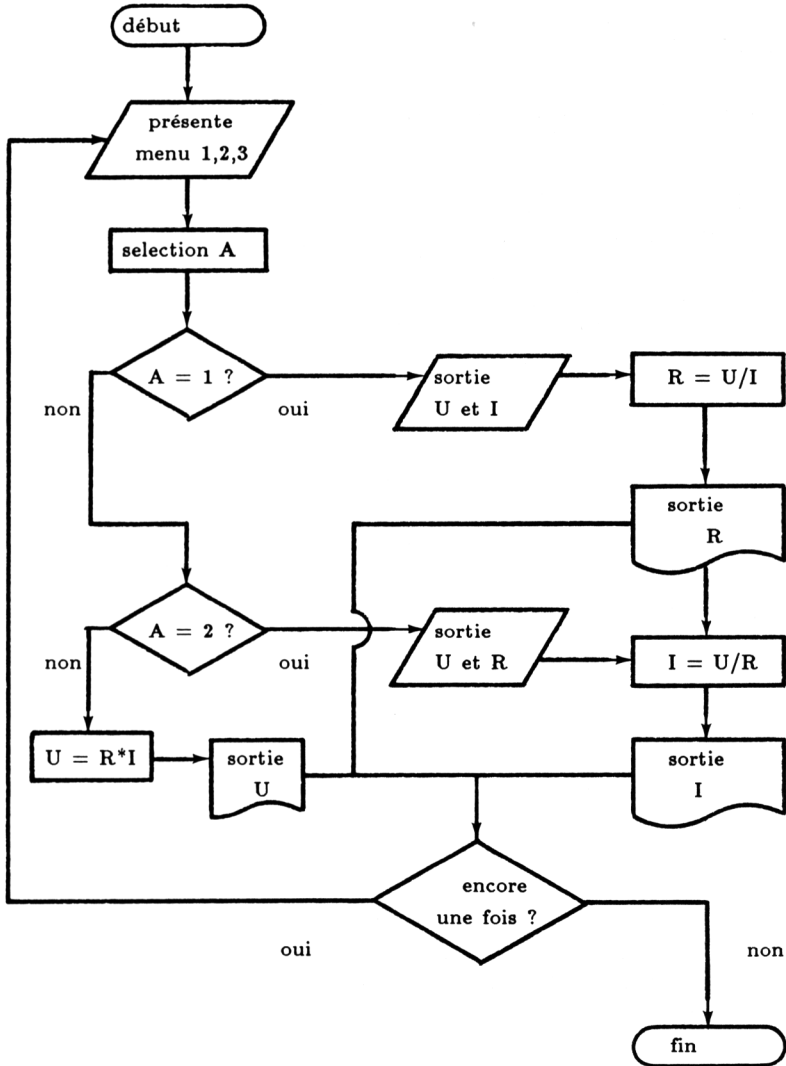 début
présente
menu 1,2,3
selection A
A = 1 ?
non
oui
sortie
U et I
R = U/I
sortie
R
A = 2 ?
non
oui
sortie
U et R
I = U/R
U = R*I
sortie
U
sortie
I
encore
une fois ?
oui
non
fin